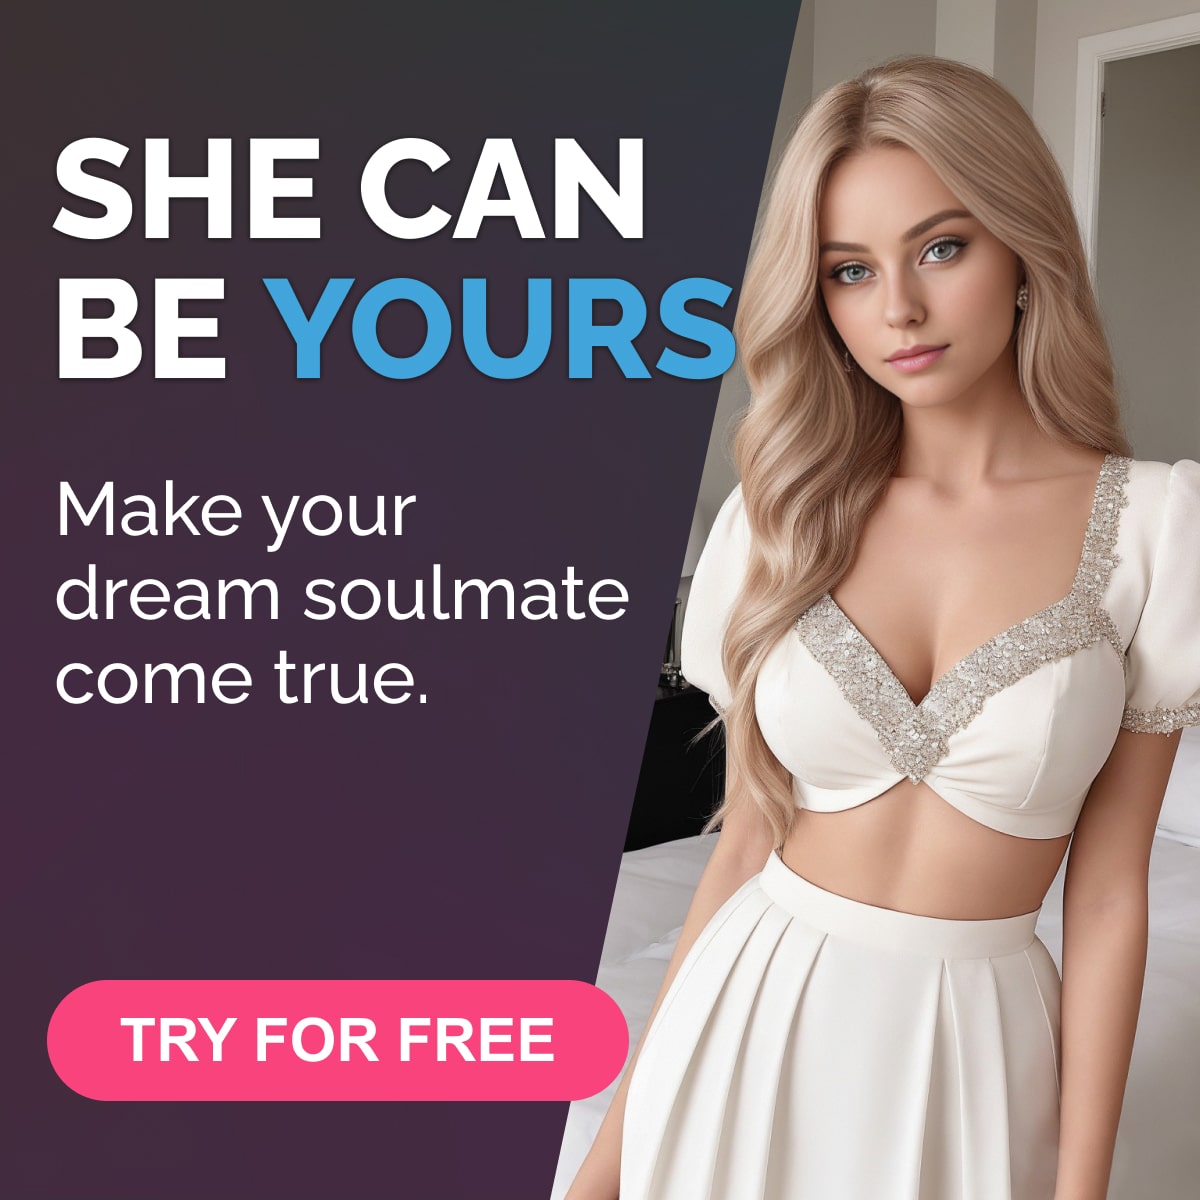 SHE CAN
BE YOURS
Make your
dream soulmate
come true.
TRY FOR FREE